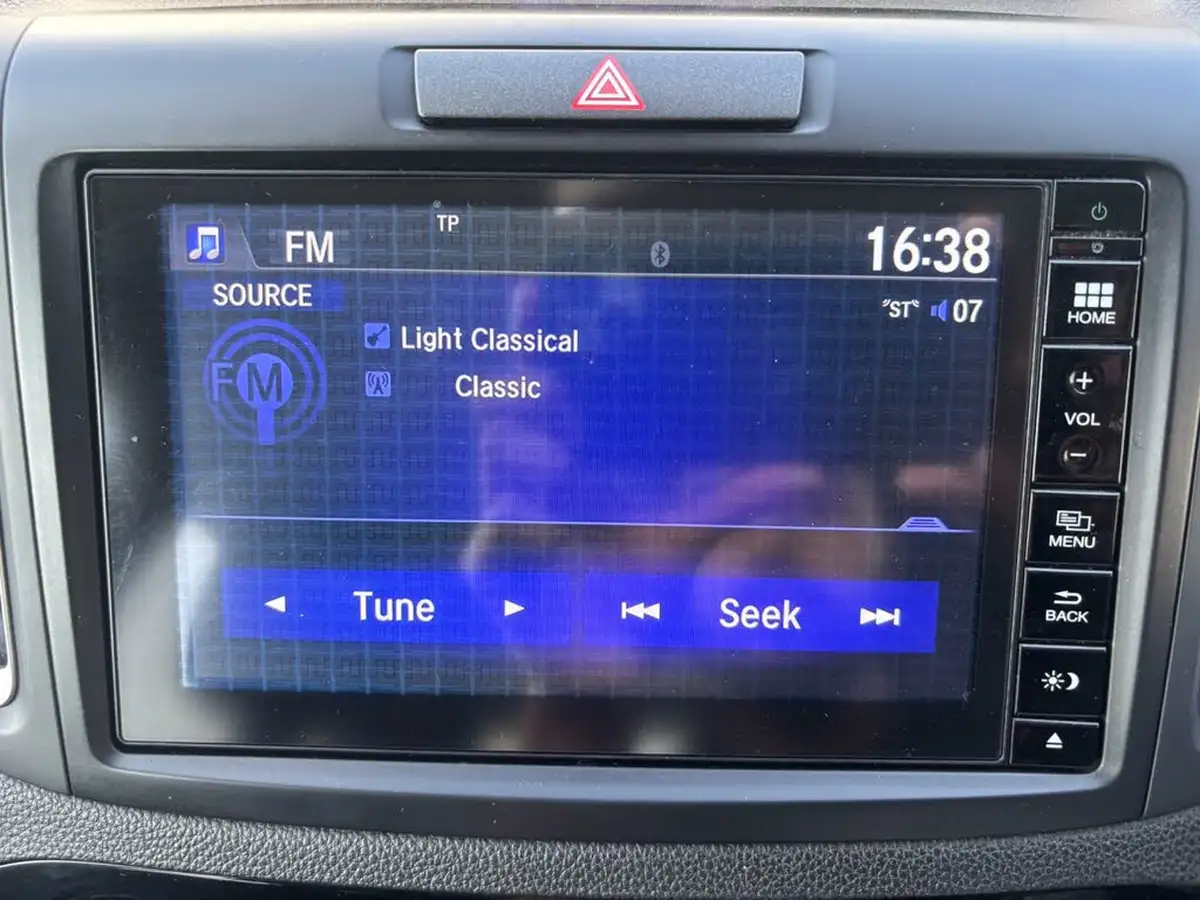 TP
FM
16:38
SOURCE
"ST" 07
FM
Light Classical
Classic
Tune
Seek
HOME
+
VOL
-
MENU
BACK